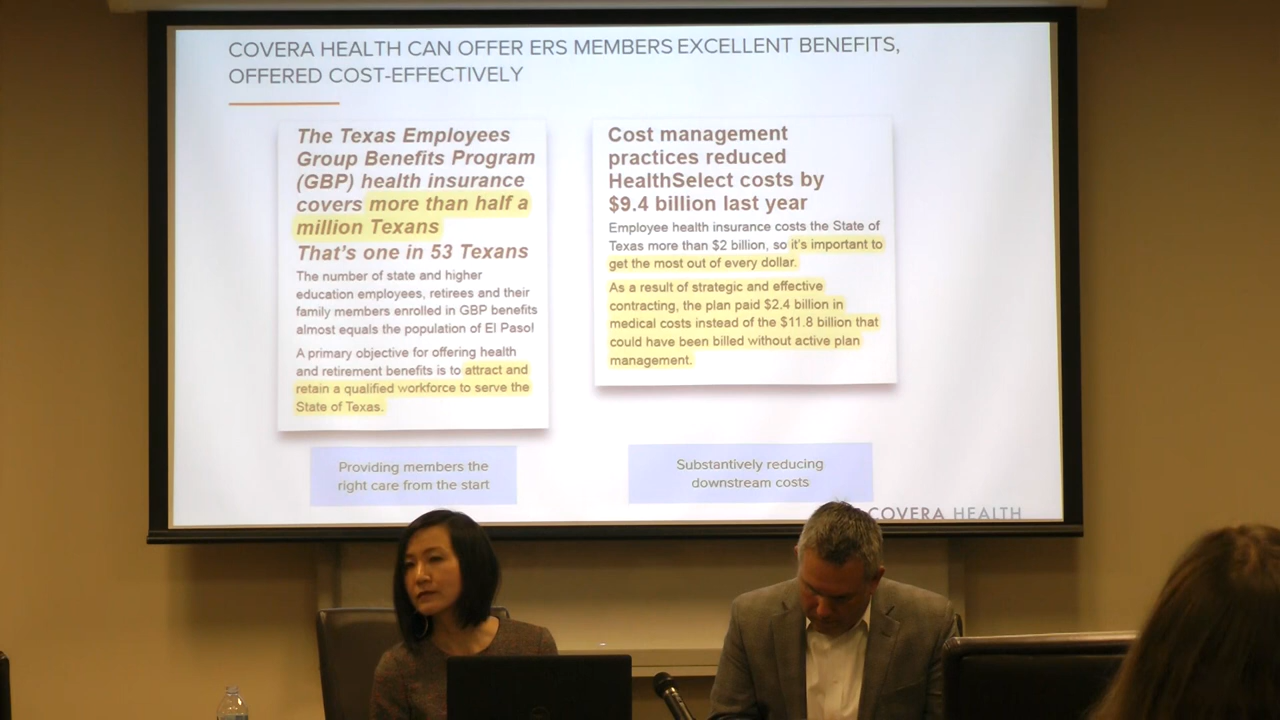 COVERA HEALTH CAN OFFER ERS MEMBERS EXCELLENT BENEFITS,
OFFERED COST-EFFECTIVELY
The Texas Employees
Group Benefits Program
(GBP) health insurance
covers more than half a
million Texans
That's one in 53 Texans
The number of state and higher
education employees, retirees and their
family members enrolled in GBP benefits
almost equals the population of El Paso!
A primary objective for offering health
and retirement benefits is to attract and
retain a qualified workforce to serve the
State of Texas.
Providing members the
right care from the start
Cost management
practices reduced
HealthSelect costs by
$9.4 billion last year
Employee health insurance costs the State of
Texas more than $2 billion, so it's important to
get the most out of every dollar.
As a result of strategic and effective
contracting, the plan paid $2.4 billion in
medical costs instead of the $11.8 billion that
could have been billed without active plan
management.
Substantively reducing
downstream costs
COVERA HEALTH